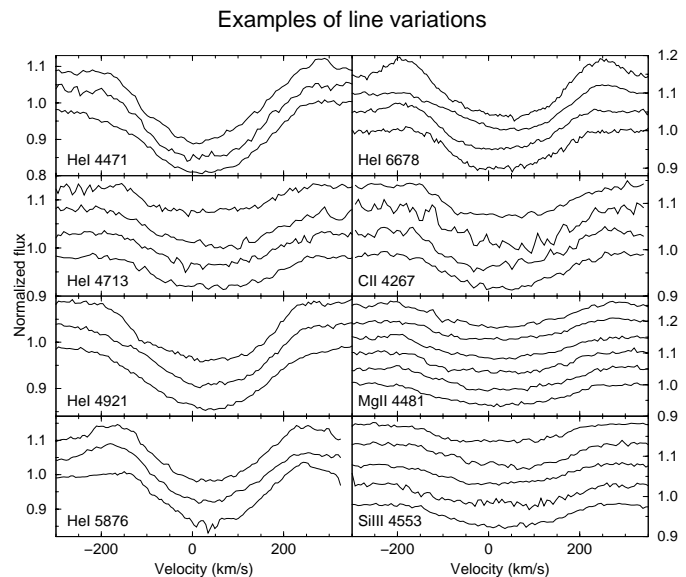 Examples of line variations
1.1
1.0
0.9
0.8
HeI 4471
1.2
1.1
1.0
0.9
HeI 6678
1.1
1.0
0.9
HeI 4713
1.1
1.0
0.9
CII 4267
Normalized flux
1.0
0.9
HeI 4921
1.2
1.1
1.0
0.9
MgII 4481
1.1
1.0
0.9
HeI 5876
1.1
1.0
0.9
SiIII 4553
−200 0 200
−200 0 200
Velocity (km/s)
Velocity (km/s)